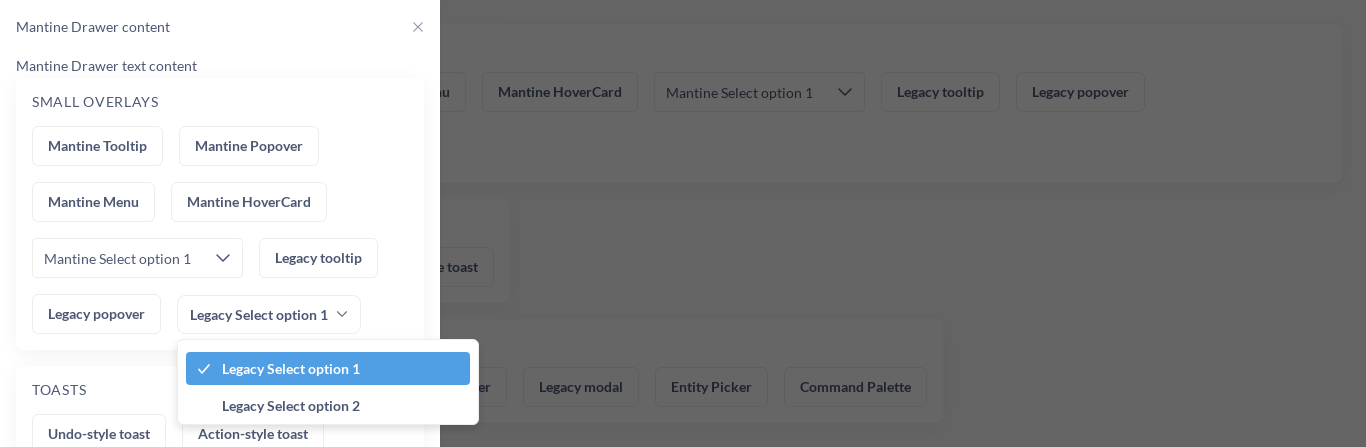 Mantine Drawer content
Mantine Drawer text content
SMALL OVERLAYS
Mantine Tooltip
Mantine Popover
Mantine Menu
Mantine HoverCard
Mantine Select option 1
Legacy tooltip
Legacy popover
Legacy Select option 1
Legacy Select option 1
Legacy Select option 2
TOASTS
Undo-style toast
Action-style toast
Mantine HoverCard
Mantine Select option 1
Legacy tooltip
Legacy popover
toast
Legacy modal
Entity Picker
Command Palette